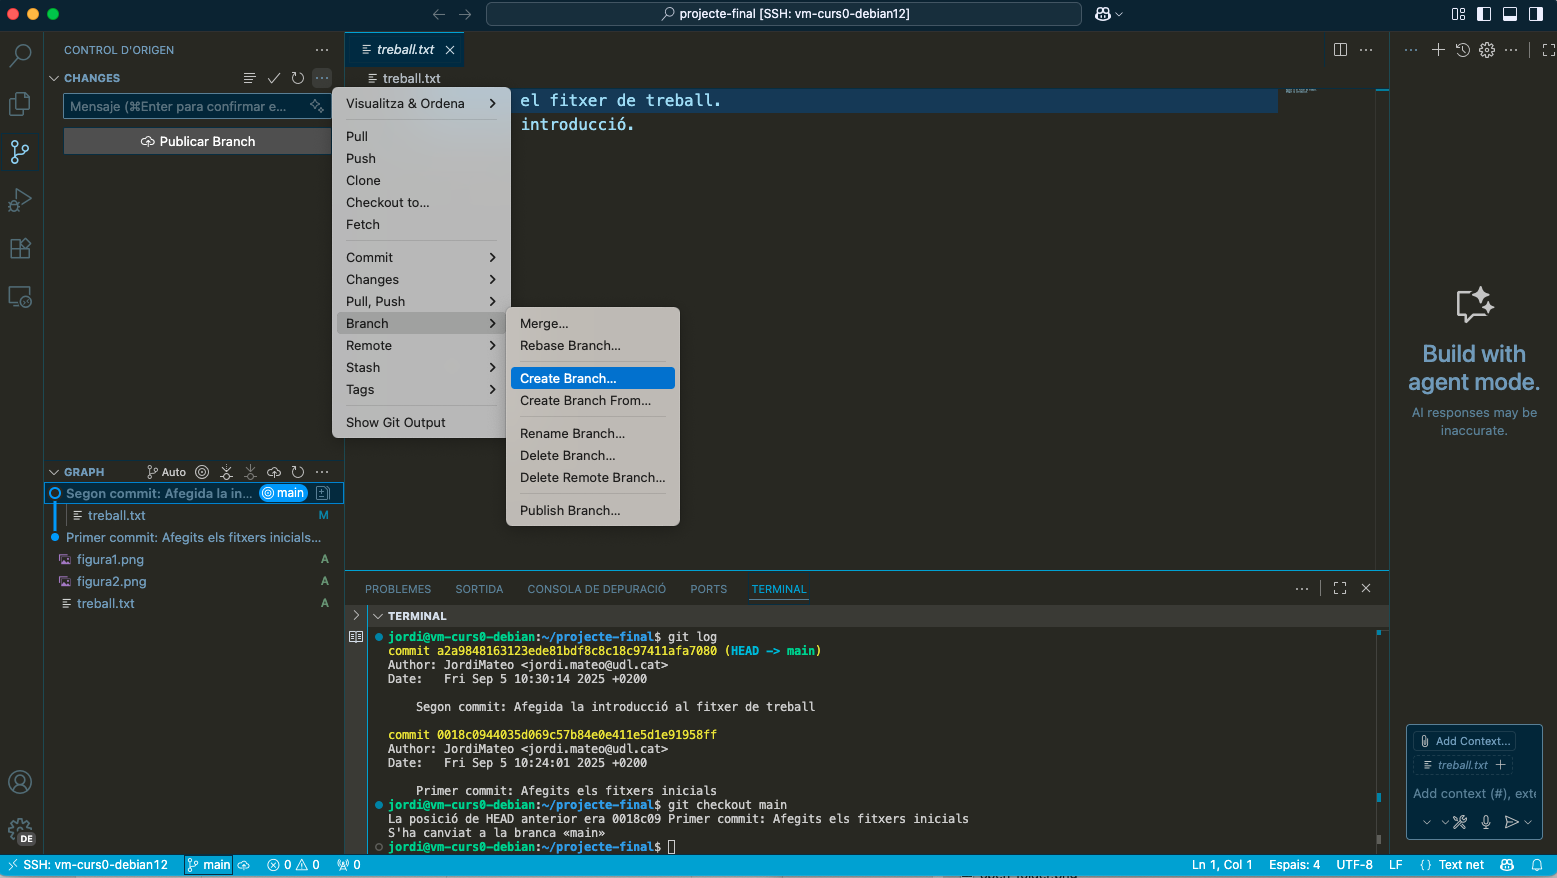 projecte-final [SSH: vm-curs0-debian12]
CONTROL D'ORIGEN
CHANGES
Mensaje (⌘Enter para confirmar e...
Publicar Branch
treball.txt
treball.txt
el fitxer de treball.
introducció.
Visualitza & Ordena
Pull
Push
Clone
Checkout to...
Fetch
Commit
Changes
Pull, Push
Branch
Remote
Stash
Tags
Show Git Output
Merge...
Rebase Branch...
Create Branch...
Create Branch From...
Rename Branch...
Delete Branch...
Delete Remote Branch...
Publish Branch...
GRAPH Auto
Segon commit: Afegida la in... main
treball.txt M
Primer commit: Afegits els fitxers inicials...
figura1.png A
figura2.png A
treball.txt A
PROBLEMES SORTIDA CONSOLA DE DEPURACIÓ PORTS TERMINAL
TERMINAL
jordi@vm-curs0-debian:~/projecte-final$ git log
commit a2a9848163123ede81bdf8c8c18c97411afa7080 (HEAD -> main)
Author: JordiMateo <jordi.mateo@udl.cat>
Date: Fri Sep 5 10:30:14 2025 +0200
Segon commit: Afegida la introducció al fitxer de treball
commit 0018c0944035d069c57b84e0e411e5d1e91958ff
Author: JordiMateo <jordi.mateo@udl.cat>
Date: Fri Sep 5 10:24:01 2025 +0200
Primer commit: Afegits els fitxers inicials
jordi@vm-curs0-debian:~/projecte-final$ git checkout main
La posició de HEAD anterior era 0018c09 Primer commit: Afegits els fitxers inicials
S'ha canviat a la branca «main»
jordi@vm-curs0-debian:~/projecte-final$
Build with
agent mode.
AI responses may be
inaccurate.
Add Context...
treball.txt
Add context (#), exte
DE
SSH: vm-curs0-debian12 main 0 0 0 Ln 1, Col 1 Espais: 4 UTF-8 LF {} Text net